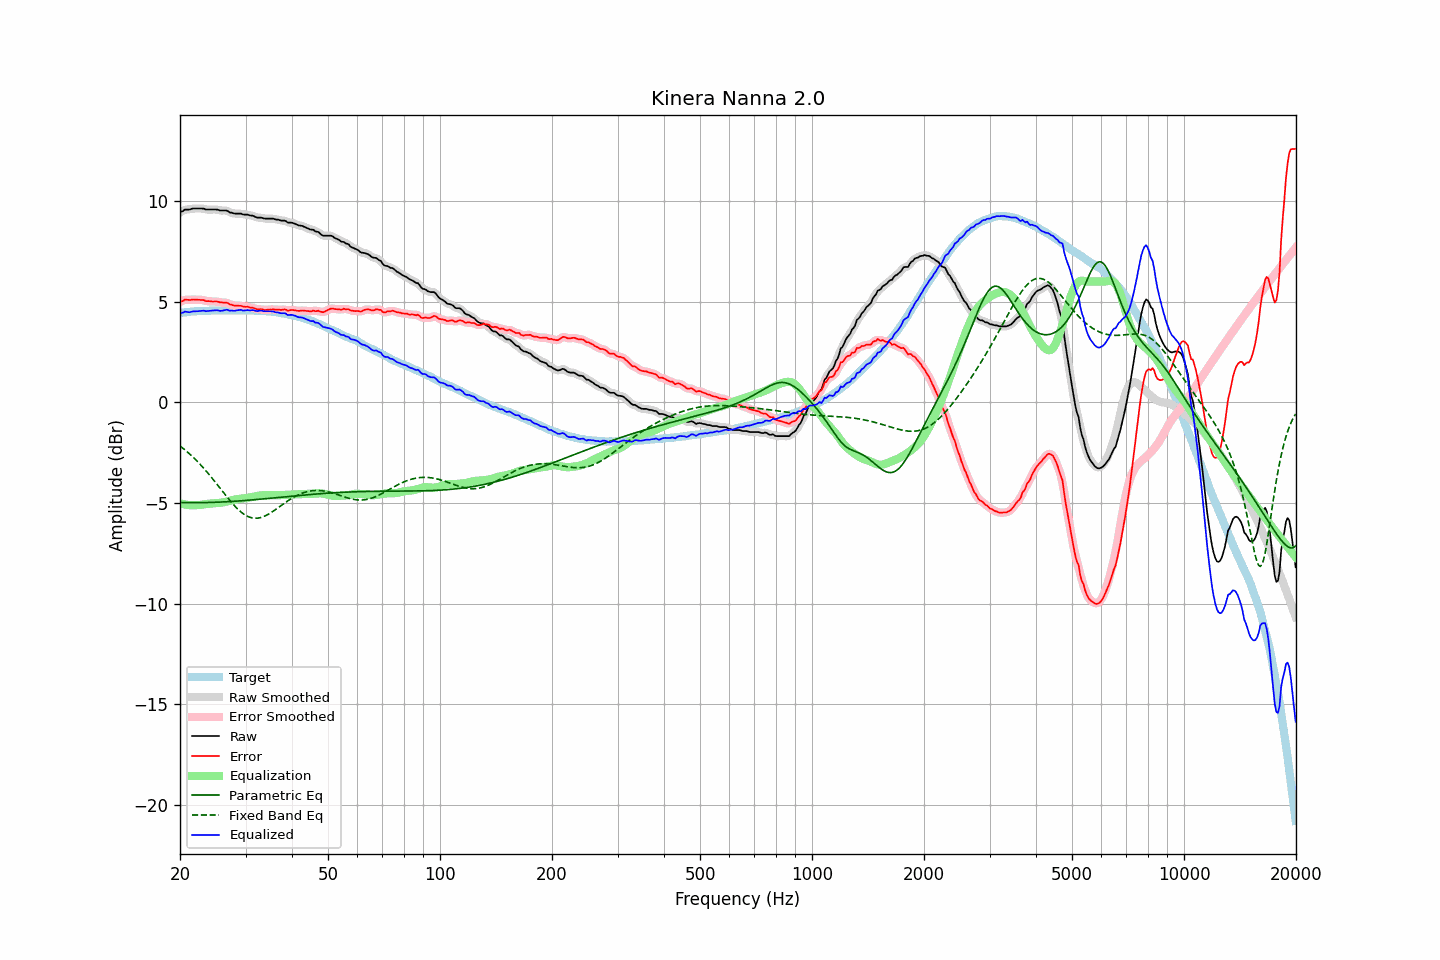 Kinera Nanna 2.0
Amplitude (dBr)
10
5
0
−5
−10
−15
−20
Target
Raw Smoothed
Error Smoothed
Raw
Error
Equalization
Parametric Eq
Fixed Band Eq
Equalized
20 50 100 200 500 1000 2000 5000 10000 20000
Frequency (Hz)